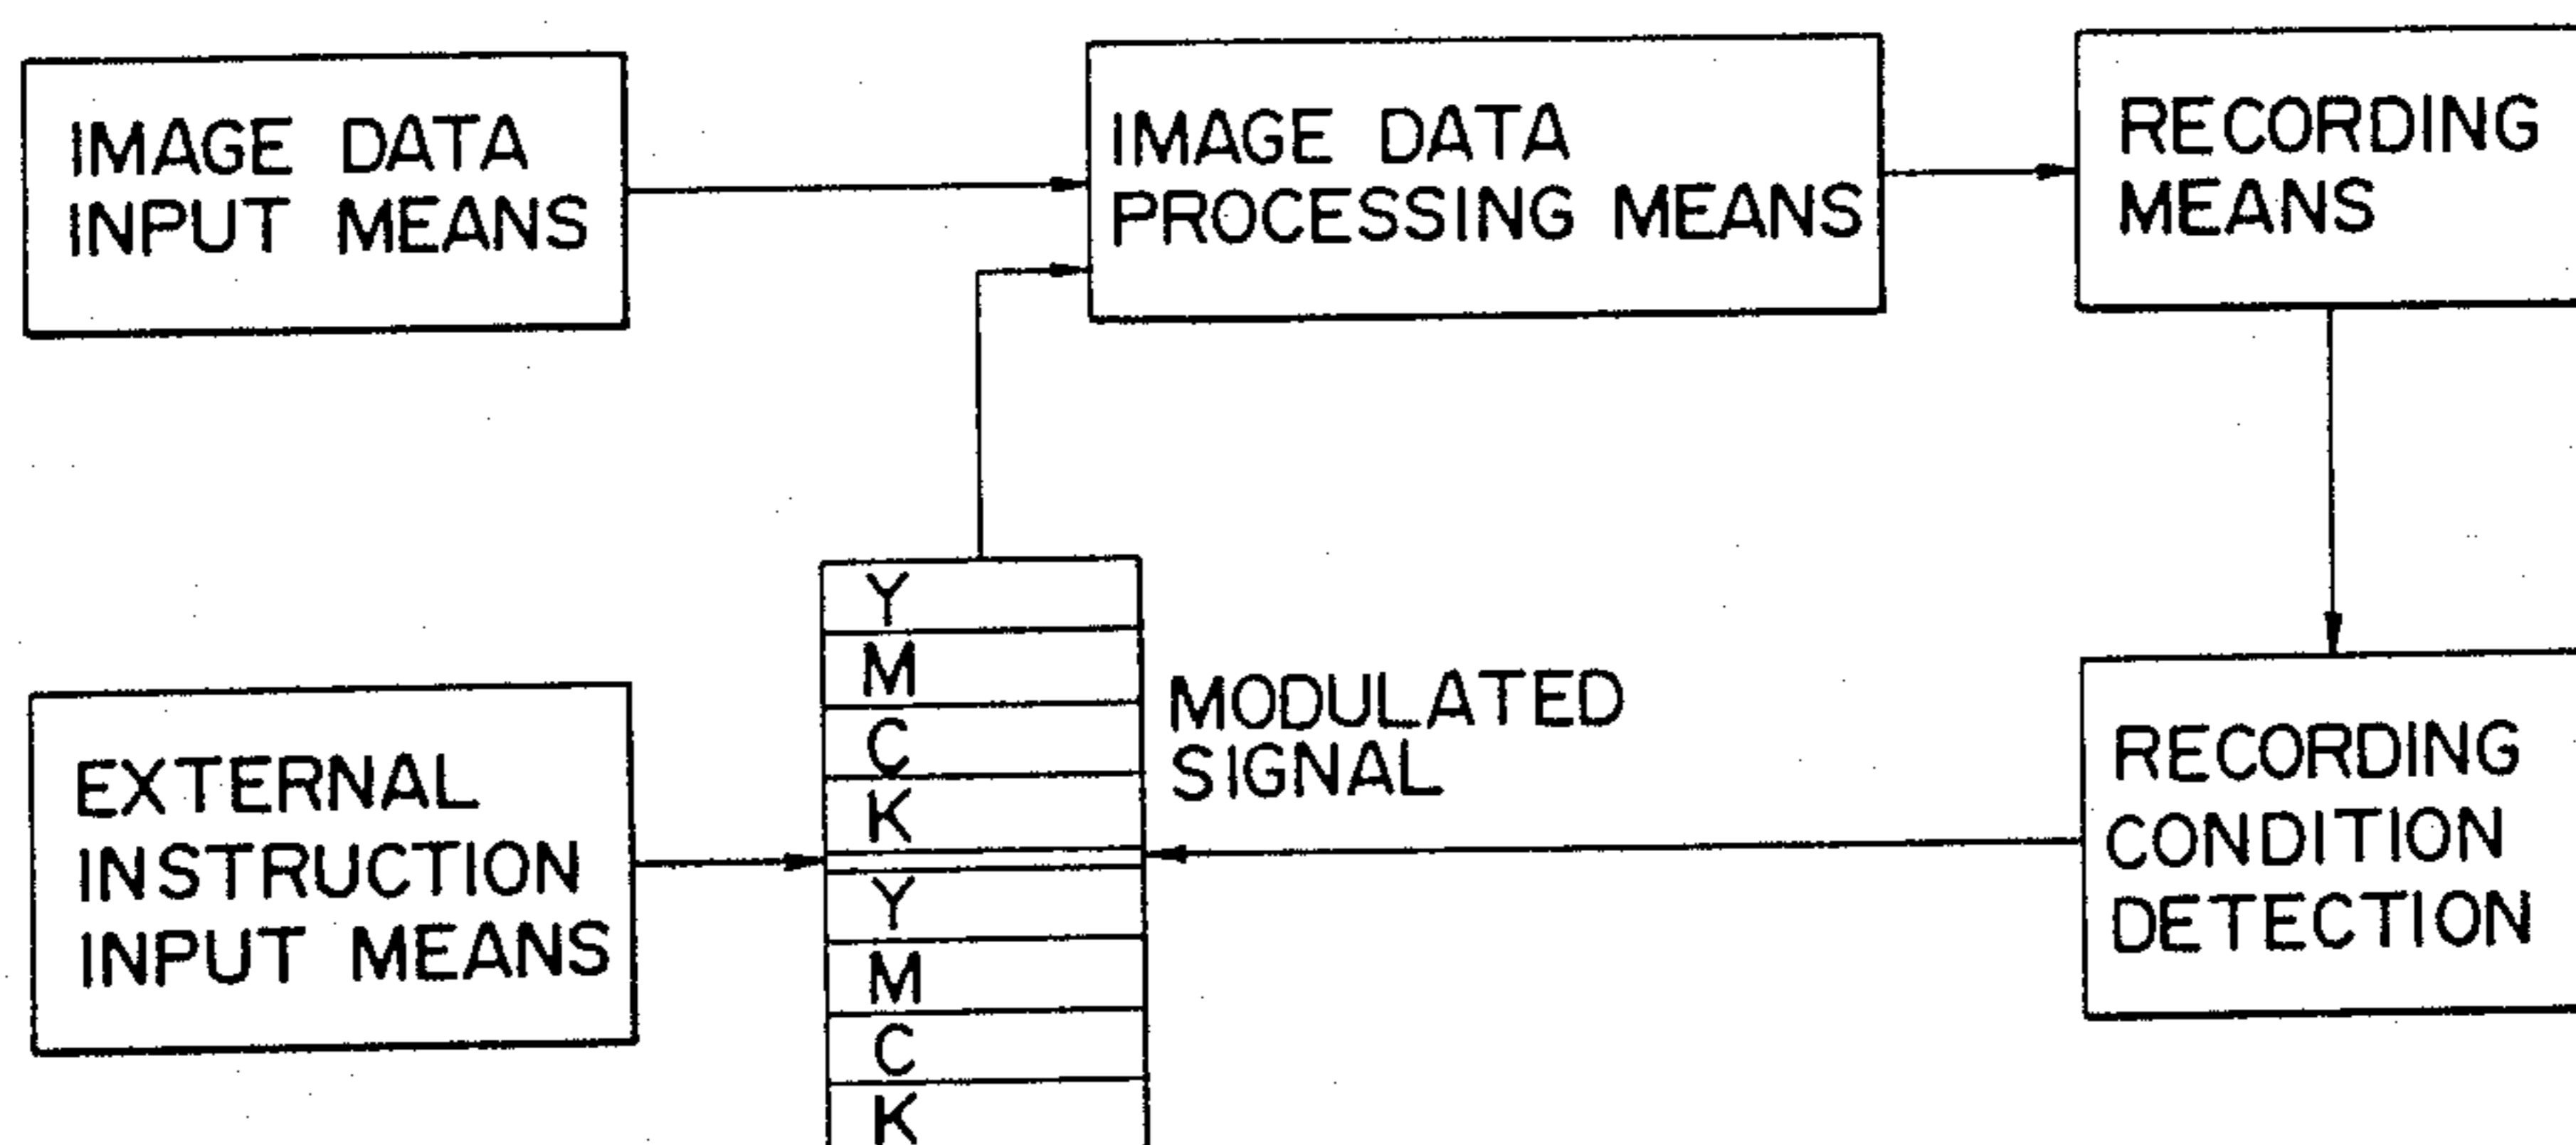 IMAGE DATA
INPUT MEANS
IMAGE DATA
PROCESSING MEANS
RECORDING
MEANS
EXTERNAL
INSTRUCTION
INPUT MEANS
Y
M
C
K
Y
M
C
K
MODULATED
SIGNAL
RECORDING
CONDITION
DETECTION